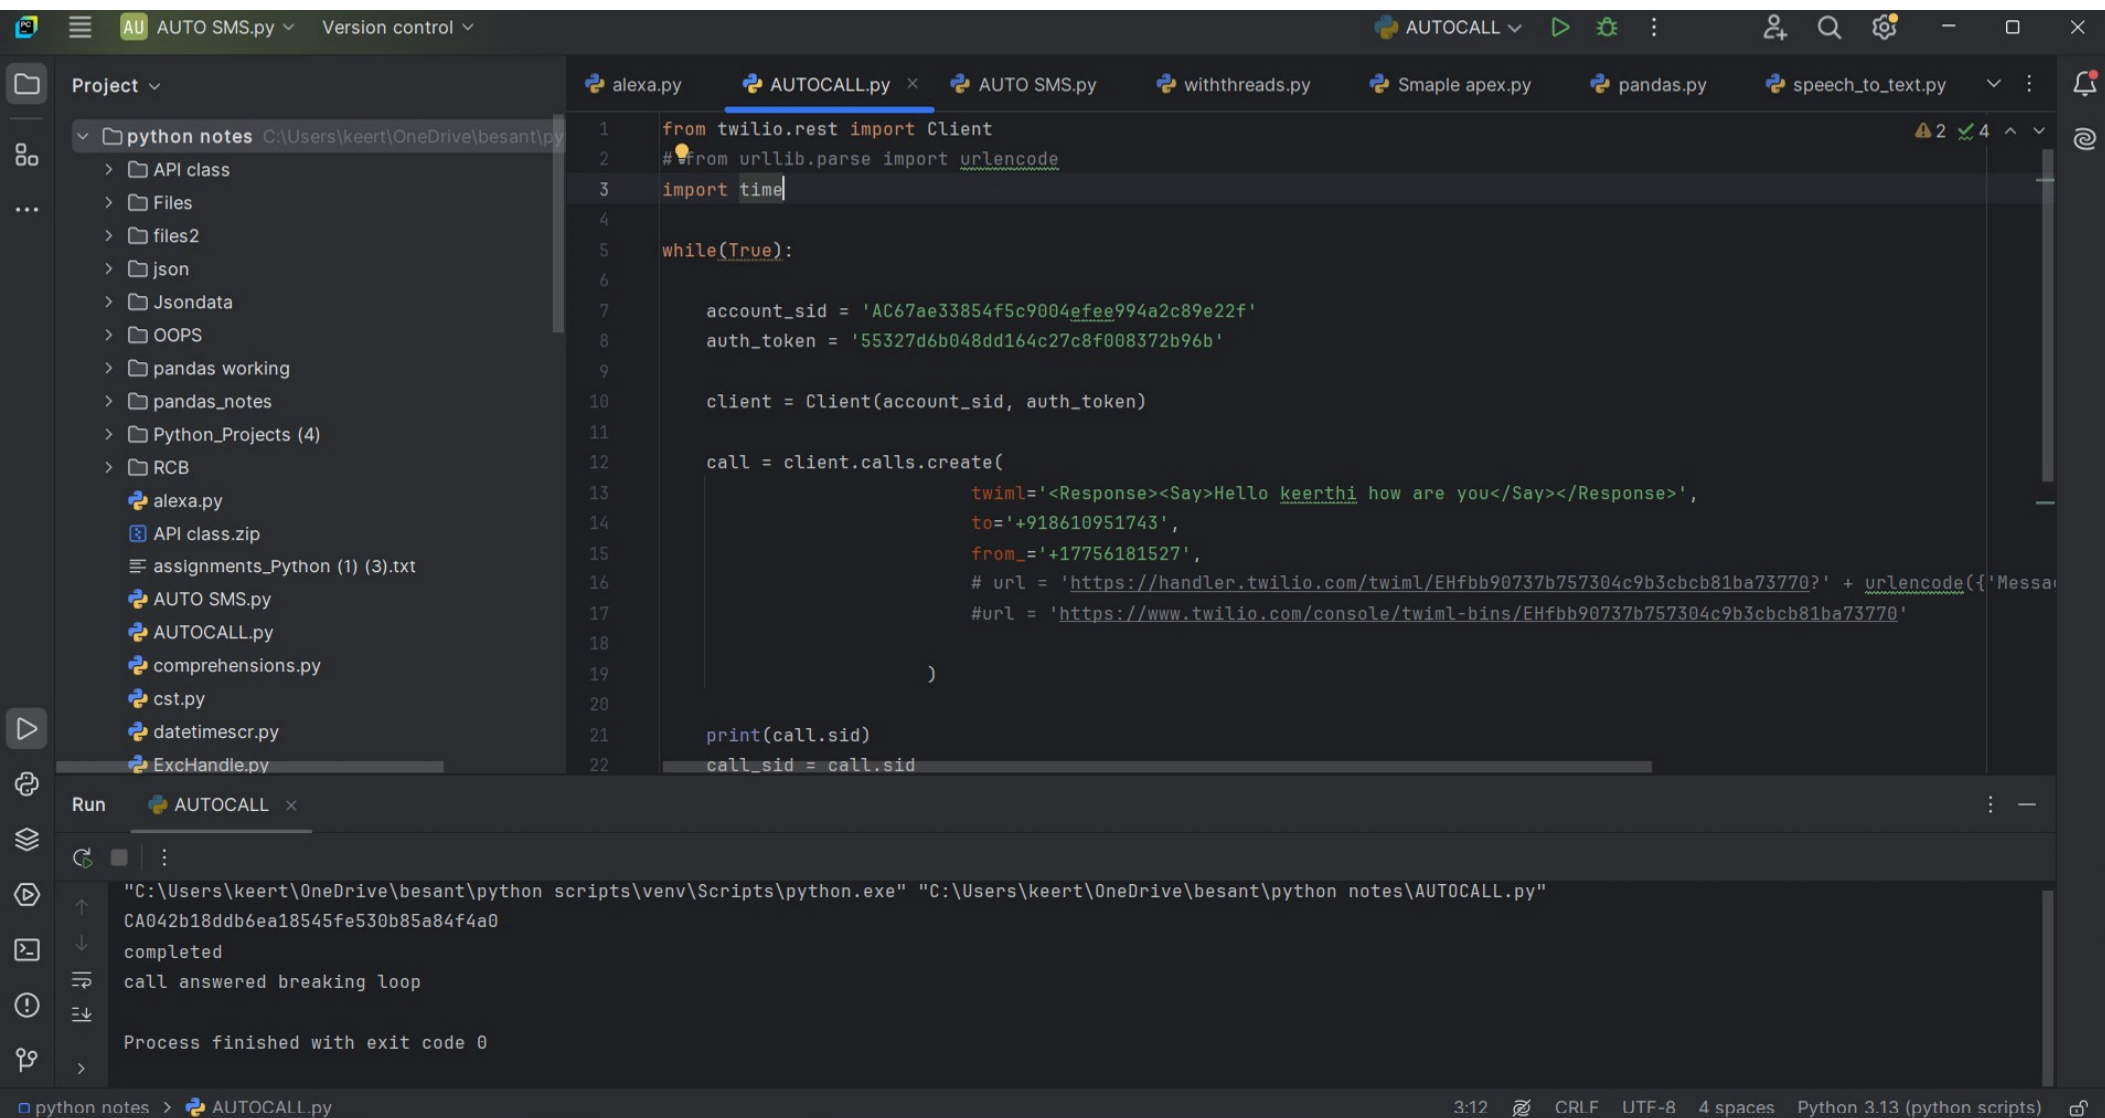 PC
AU AUTO SMS.py Version control AUTOCALL
Project
python notes C:\Users\keert\OneDrive\besant\py
API class
Files
files2
json
Jsondata
OOPS
pandas working
pandas_notes
Python_Projects (4)
RCB
alexa.py
API class.zip
assignments_Python (1) (3).txt
AUTO SMS.py
AUTOCALL.py
comprehensions.py
cst.py
datetimescr.py
ExcHandle.py
alexa.py AUTOCALL.py AUTO SMS.py withthreads.py Smaple apex.py pandas.py speech_to_text.py
2 4
1 from twilio.rest import Client
2 # from urllib.parse import urlencode
3 import time
4
5 while(True):
6
7 account_sid = 'AC67ae33854f5c9004efee994a2c89e22f'
8 auth_token = '55327d6b048dd164c27c8f008372b96b'
9
10 client = Client(account_sid, auth_token)
11
12 call = client.calls.create(
13 twiml='<Response><Say>Hello keerthi how are you</Say></Response>',
14 to='+918610951743',
15 from_='+17756181527',
16 # url = 'https://handler.twilio.com/twiml/EHfbb90737b757304c9b3cbcb81ba73770?' + urlencode({'Messa
17 #url = 'https://www.twilio.com/console/twiml-bins/EHfbb90737b757304c9b3cbcb81ba73770'
18
19 )
20
21 print(call.sid)
22 call_sid = call.sid
Run AUTOCALL
"C:\Users\keert\OneDrive\besant\python scripts\venv\Scripts\python.exe" "C:\Users\keert\OneDrive\besant\python notes\AUTOCALL.py"
CA042b18ddb6ea18545fe530b85a84f4a0
completed
call answered breaking loop
Process finished with exit code 0
python notes > AUTOCALL.py 3:12 CRLF UTF-8 4 spaces Python 3.13 (python scripts)